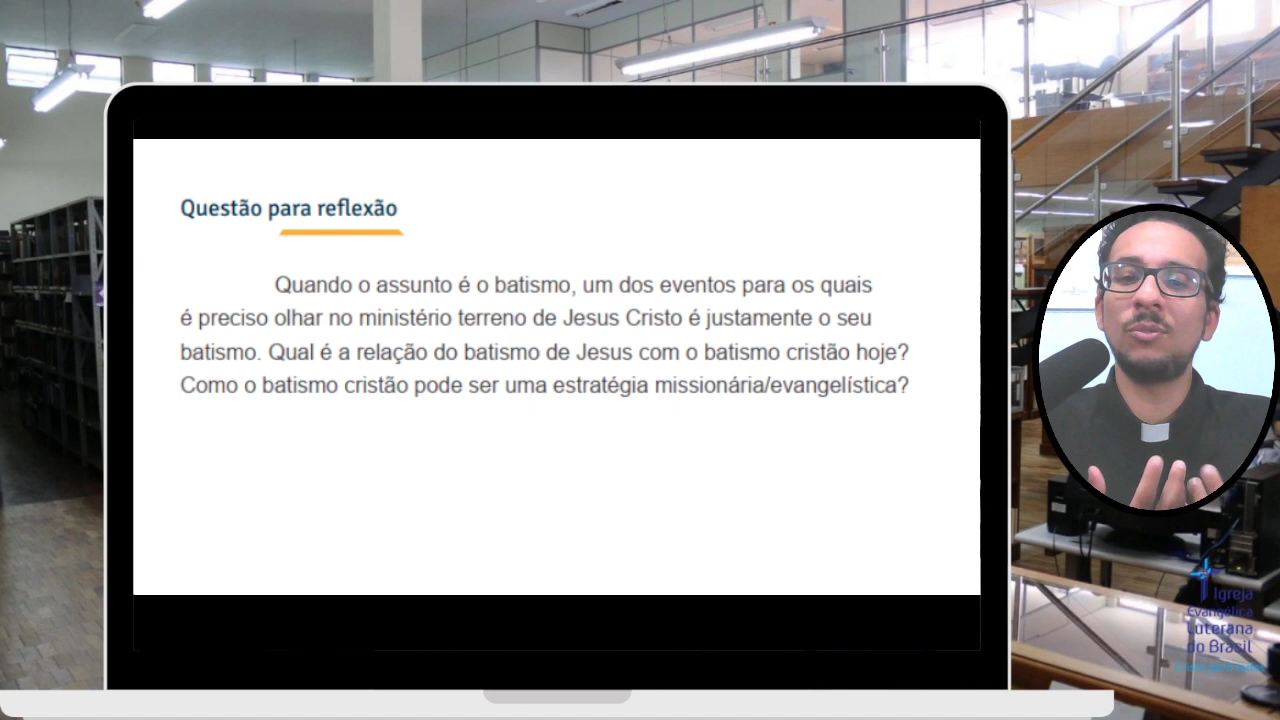 Questão para reflexão
Quando o assunto é o batismo, um dos eventos para os quais
é preciso olhar no ministério terreno de Jesus Cristo é justamente o seu
batismo. Qual é a relação do batismo de Jesus com o batismo cristão hoje?
Como o batismo cristão pode ser uma estratégia missionária/evangelística?
Igreja
Evangélica
Luterana
do Brasil